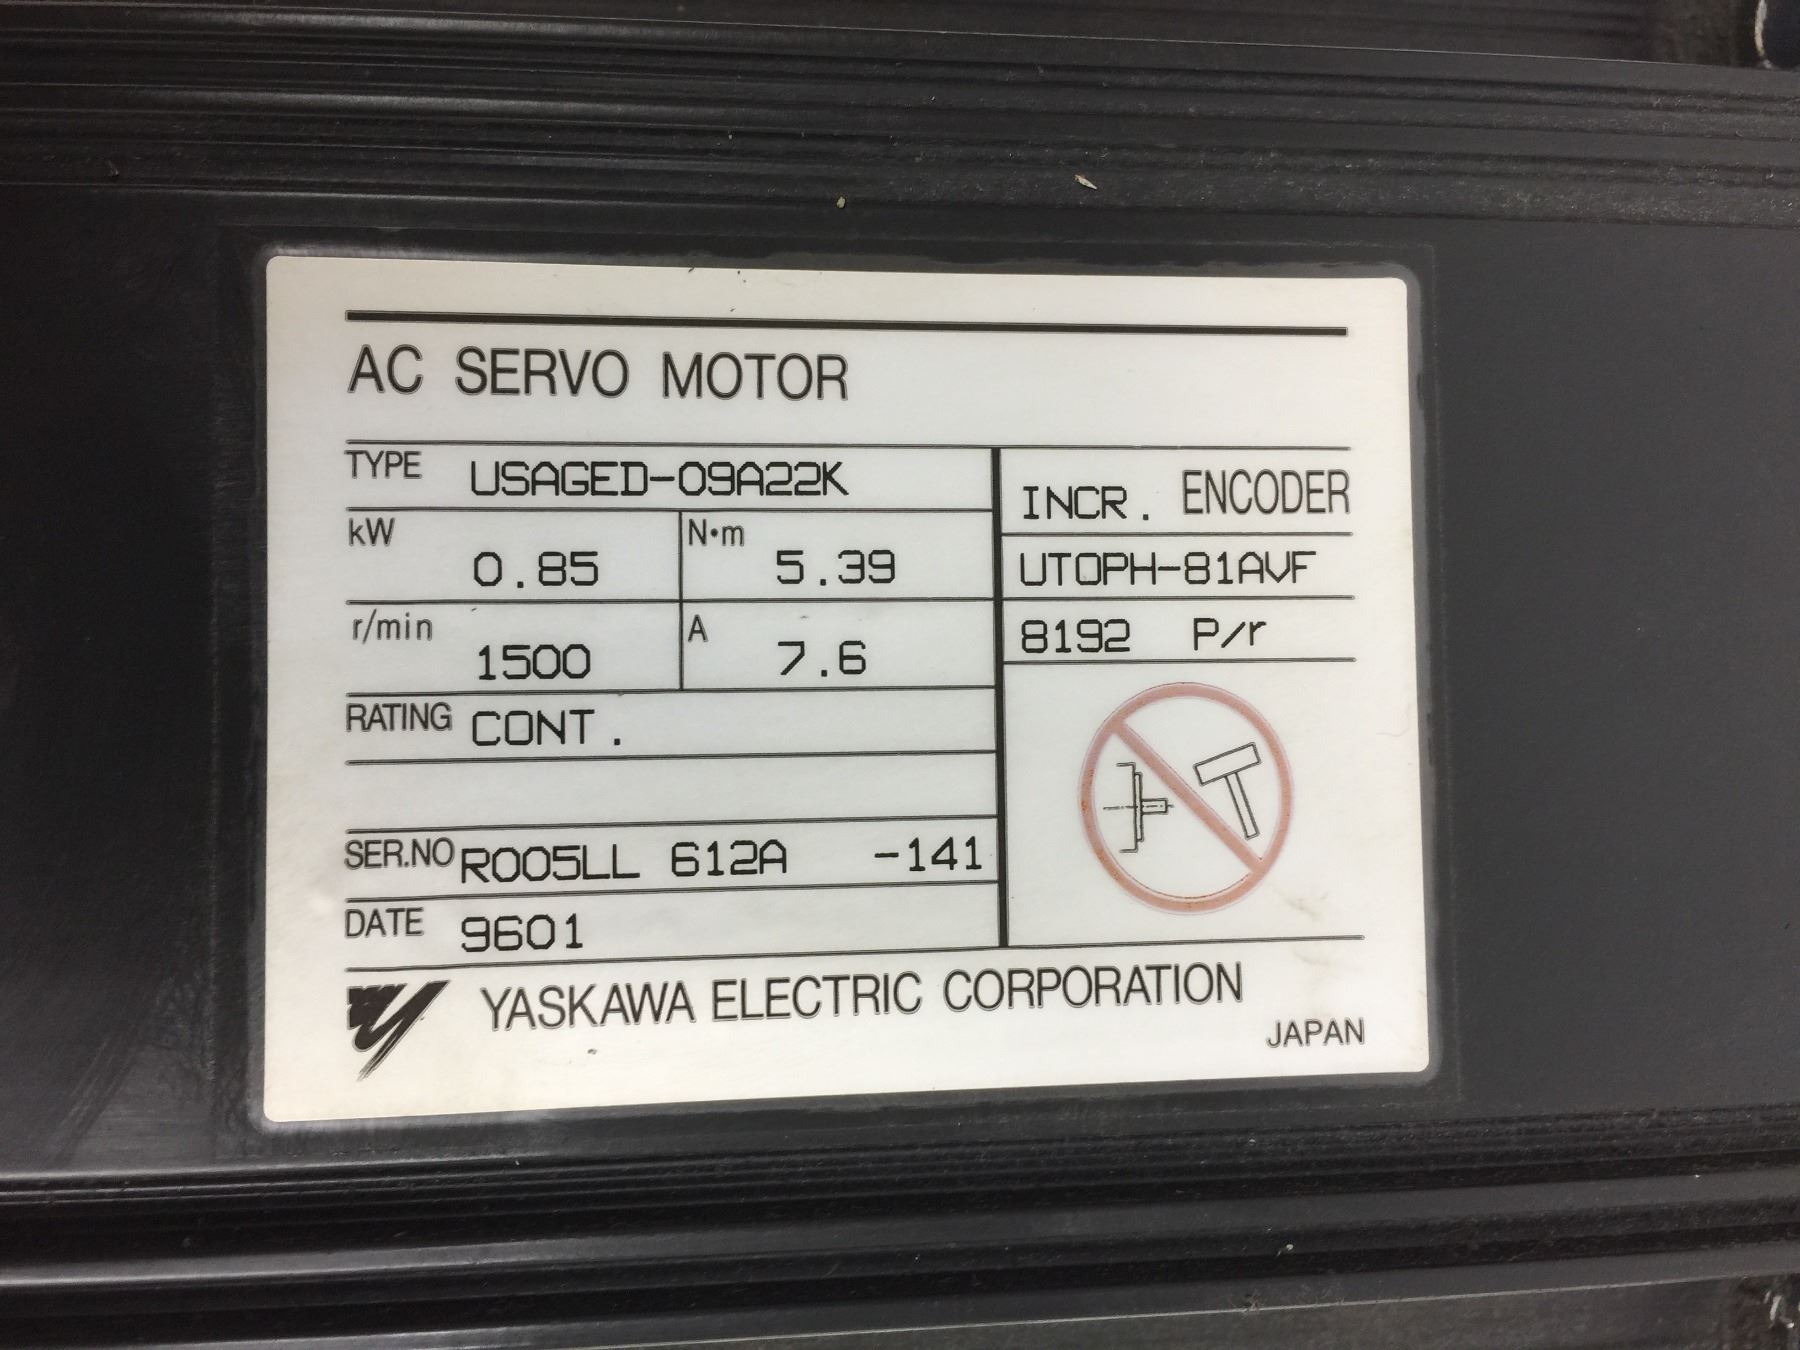 AC SERVO MOTOR
TYPE USAGED-09A22K
kW 0.85 N·m 5.39
r/min 1500 A 7.6
RATING CONT.
SER.NO R005LL 612A -141
DATE 9601
INCR. ENCODER
UTOPH-81AVF
8192 P/r
YASKAWA ELECTRIC CORPORATION
JAPAN